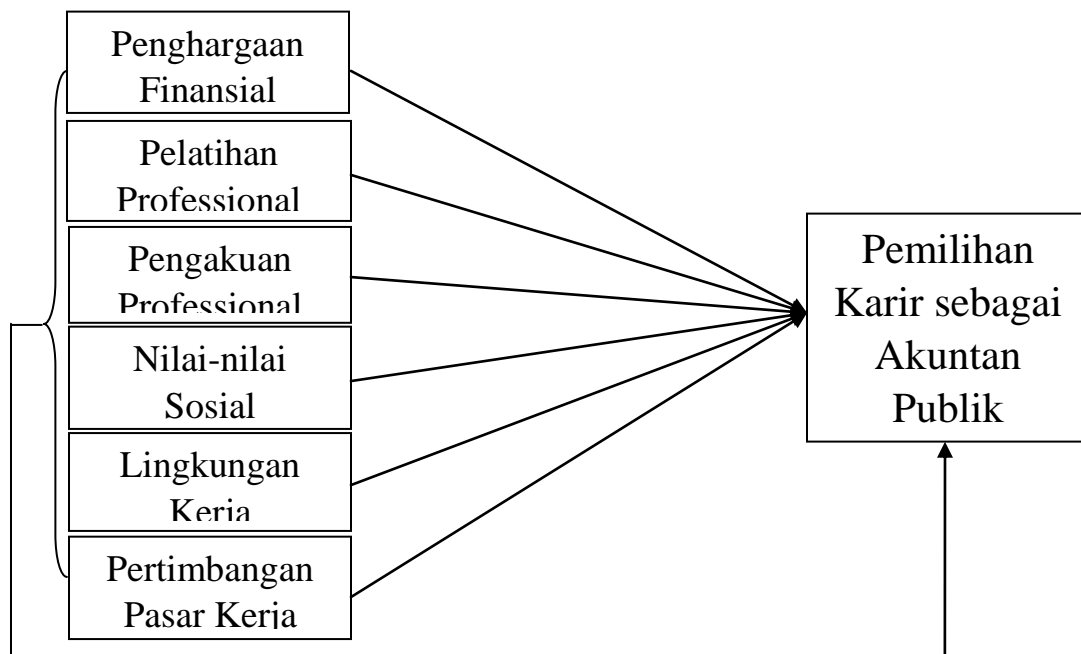 Penghargaan
Finansial
Pelatihan
Professional
Pengakuan
Professional
Nilai-nilai
Sosial
Lingkungan
Kerja
Pertimbangan
Pasar Kerja
Pemilihan
Karir sebagai
Akuntan
Publik